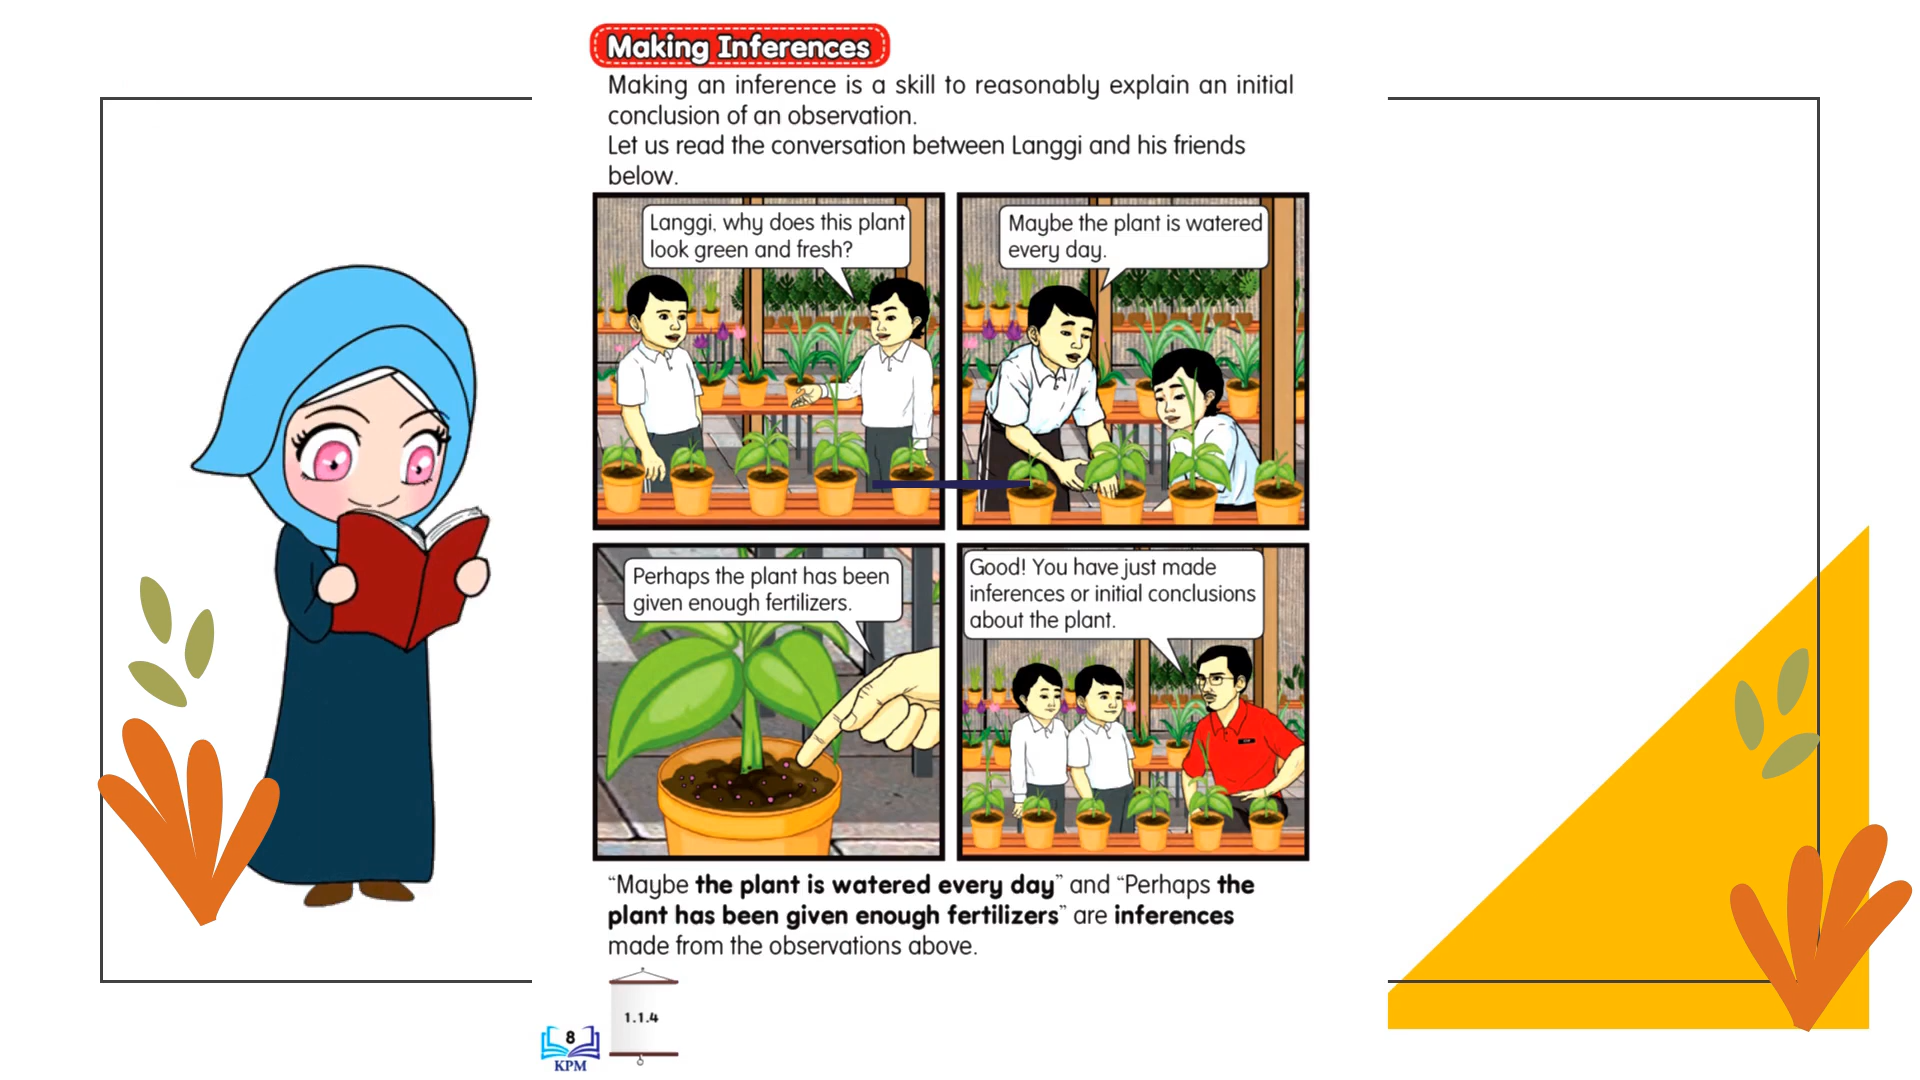 Making Inferences
Making an inference is a skill to reasonably explain an initial
conclusion of an observation.
Let us read the conversation between Langgi and his friends
below.
Langgi, why does this plant
look green and fresh?
Maybe the plant is watered
every day.
Perhaps the plant has been
given enough fertilizers.
Good! You have just made
inferences or initial conclusions
about the plant.
“Maybe the plant is watered every day” and “Perhaps the
plant has been given enough fertilizers” are inferences
made from the observations above.
1.1.4
8
KPM